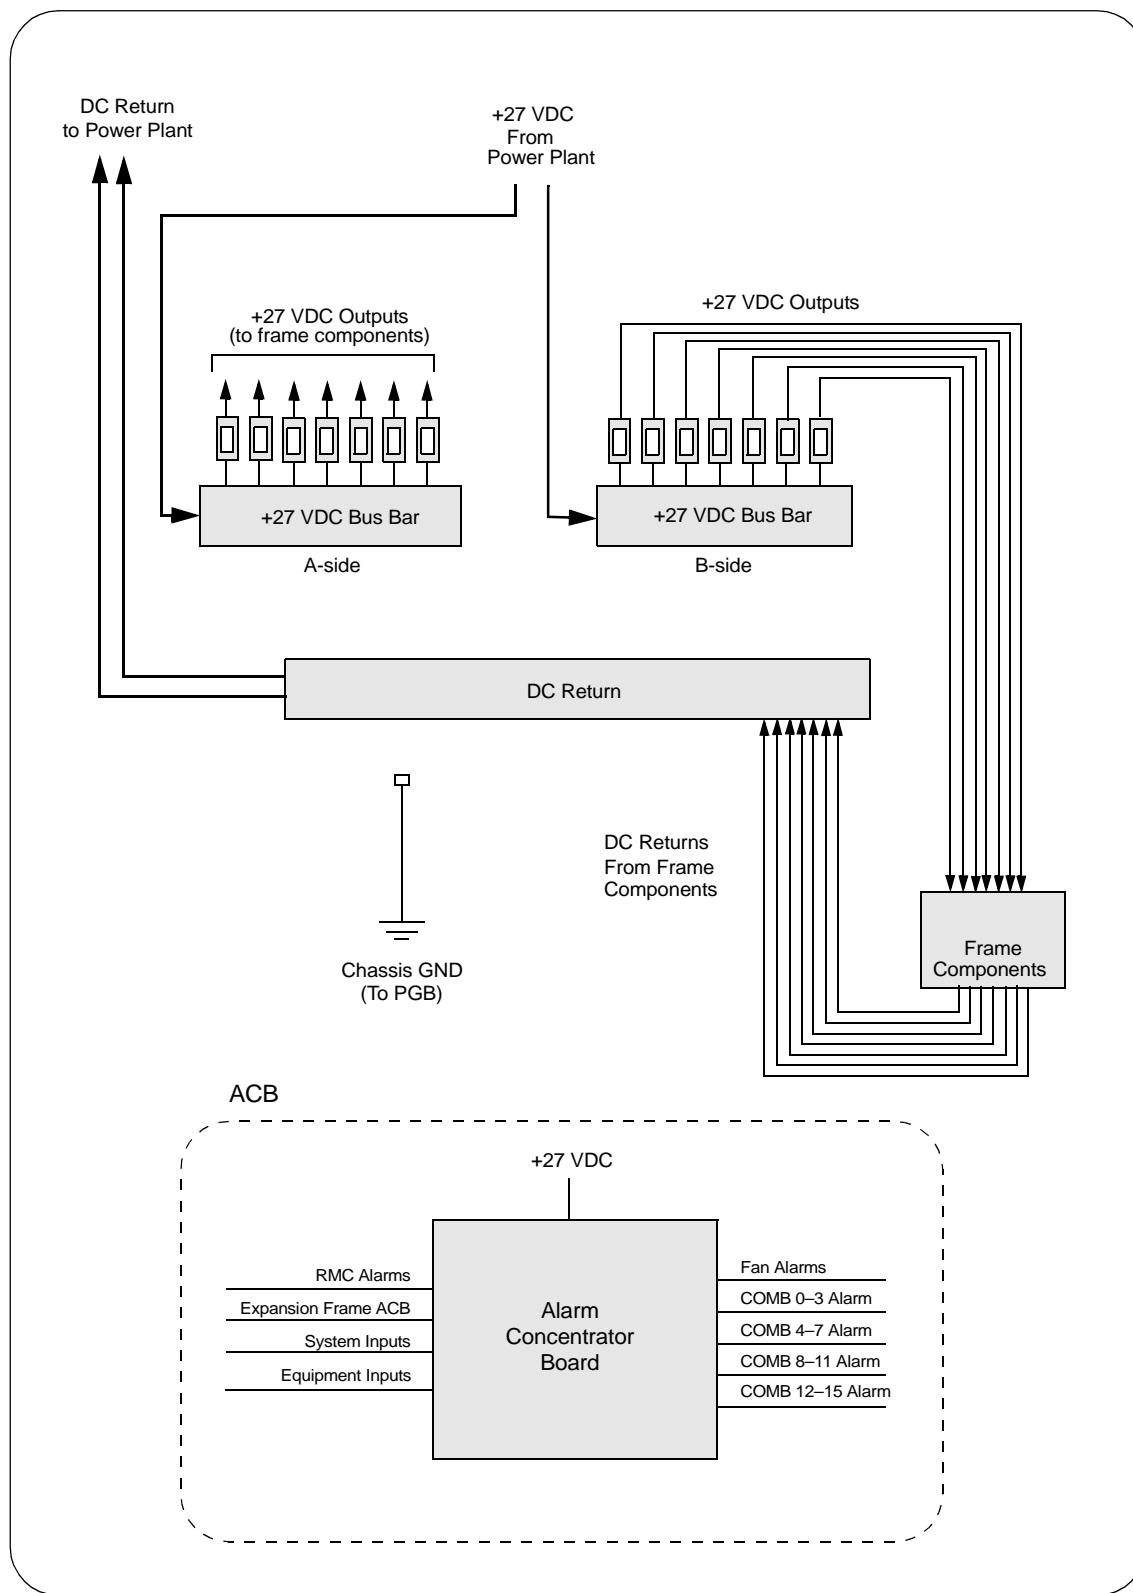 DC Return
to Power Plant
+27 VDC
From
Power Plant
+27 VDC Outputs
(to frame components)
+27 VDC Outputs
+27 VDC Bus Bar
A-side
+27 VDC Bus Bar
B-side
DC Return
DC Returns
From Frame
Components
Frame
Components
Chassis GND
(To PGB)
ACB
+27 VDC
RMC Alarms
Expansion Frame ACB
System Inputs
Equipment Inputs
Alarm
Concentrator
Board
Fan Alarms
COMB 0–3 Alarm
COMB 4–7 Alarm
COMB 8–11 Alarm
COMB 12–15 Alarm